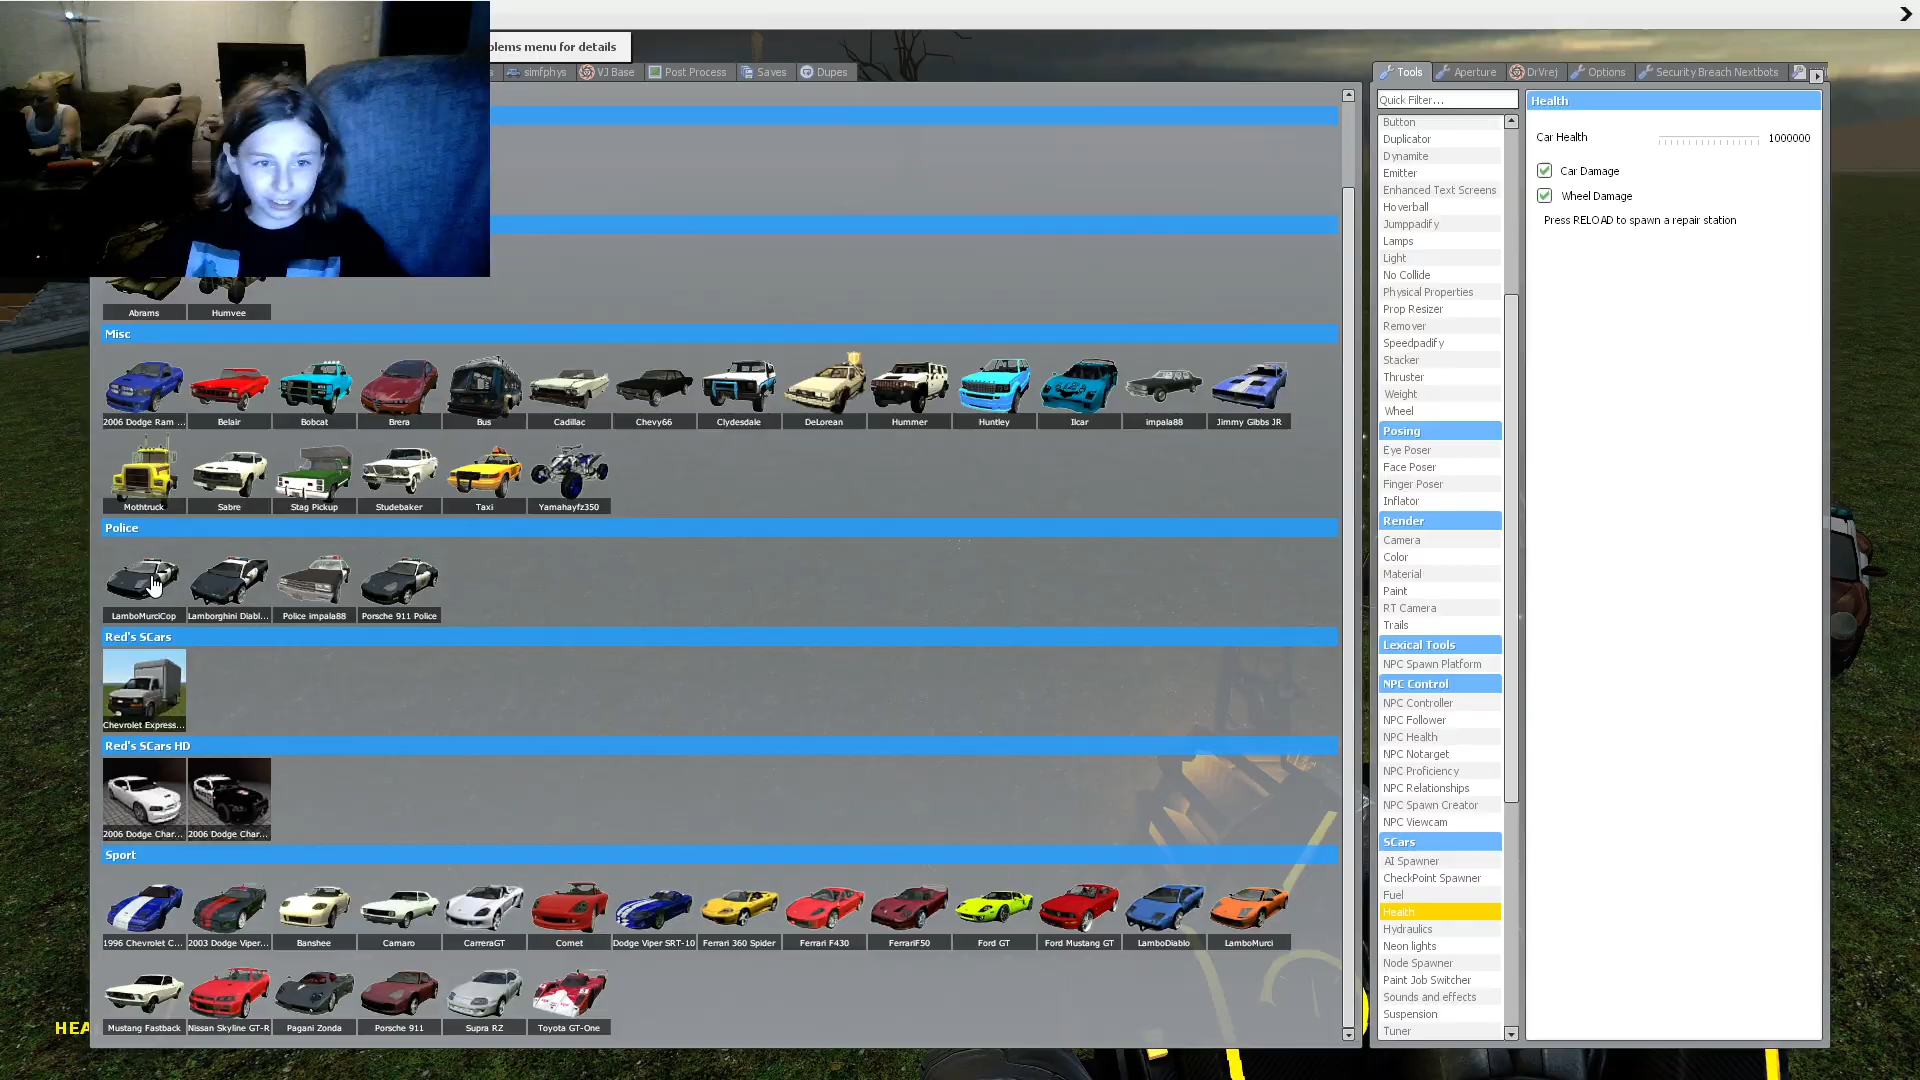 blems menu for details
simfphys
VJ Base
Post Process
Saves
Dupes
Abrams
Humvee
Misc
2006 Dodge Ram ...
Belair
Bobcat
Brera
Bus
Cadillac
Chevy66
Clydesdale
DeLorean
Hummer
Huntley
Ilcar
impala88
Jimmy Gibbs JR
Mothtruck
Sabre
Stag Pickup
Studebaker
Taxi
Yamahayfz350
Police
LamboMurciCop
Lamborghini Diabl...
Police impala88
Porsche 911 Police
Red's SCars
Chevrolet Express...
Red's SCars HD
2006 Dodge Char...
2006 Dodge Char...
Sport
1996 Chevrolet C...
2003 Dodge Viper...
Banshee
Camaro
CarreraGT
Comet
Dodge Viper SRT-10
Ferrari 360 Spider
Ferrari F430
FerrariF50
Ford GT
Ford Mustang GT
LamboDiablo
LamboMurci
Mustang Fastback
Nissan Skyline GT-R
Pagani Zonda
Porsche 911
Supra RZ
Toyota GT-One
HEA
Tools
Aperture
DrVrej
Options
Security Breach Nextbots
Quick Filter...
Button
Duplicator
Dynamite
Emitter
Enhanced Text Screens
Hoverball
Jumppadify
Lamps
Light
No Collide
Physical Properties
Prop Resizer
Remover
Speedpadify
Stacker
Thruster
Weight
Wheel
Posing
Eye Poser
Face Poser
Finger Poser
Inflator
Render
Camera
Color
Material
Paint
RT Camera
Trails
Lexical Tools
NPC Spawn Platform
NPC Control
NPC Controller
NPC Follower
NPC Health
NPC Notarget
NPC Proficiency
NPC Relationships
NPC Spawn Creator
NPC Viewcam
SCars
AI Spawner
CheckPoint Spawner
Fuel
Health
Hydraulics
Neon lights
Node Spawner
Paint Job Switcher
Sounds and effects
Suspension
Tuner
Health
Car Health 1000000
Car Damage
Wheel Damage
Press RELOAD to spawn a repair station